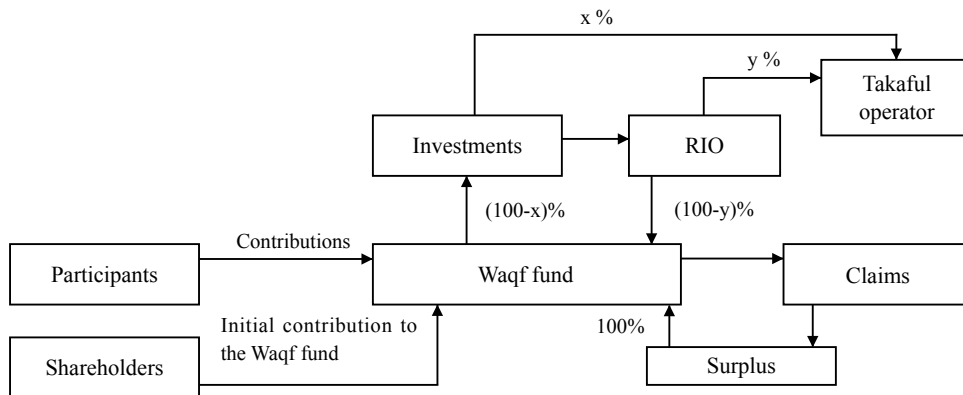 x %
y %
Takaful
operator
Investments
RIO
(100-x)%
(100-y)%
Contributions
Participants
Waqf fund
Claims
Initial contribution to
the Waqf fund
100%
Shareholders
Surplus